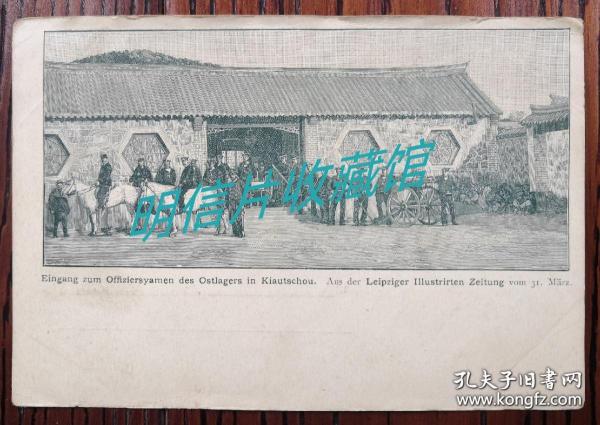 明信片收藏馆
Eingang zum Offiziersyamen des Ostlagers in Kiautschou. Aus der Leipziger Illustrirten Zeitung vom 31. März.
孔夫子旧书网
www.kongfz.com